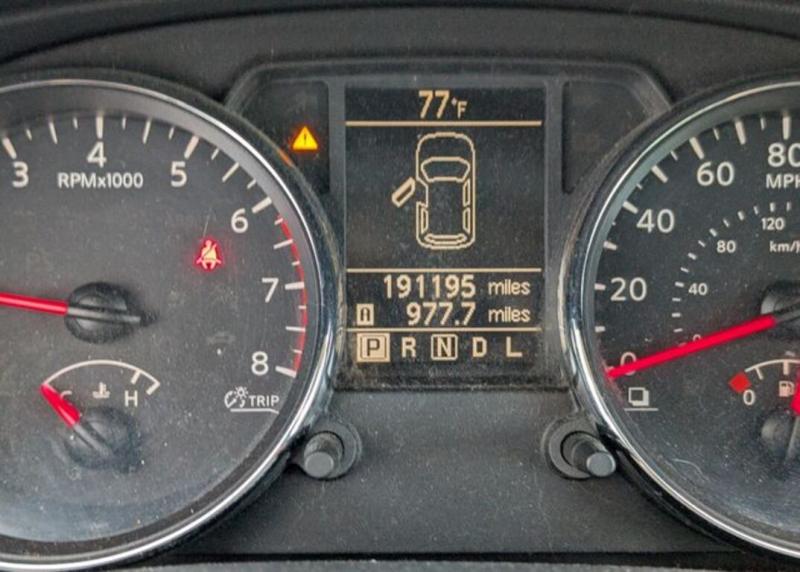 77°F
3 4 5 6 7 8
RPMx1000
C H
TRIP
191195 miles
977.7 miles
P R N D L
0 20 40 60 80
MPH
40 80 120
km/h
0